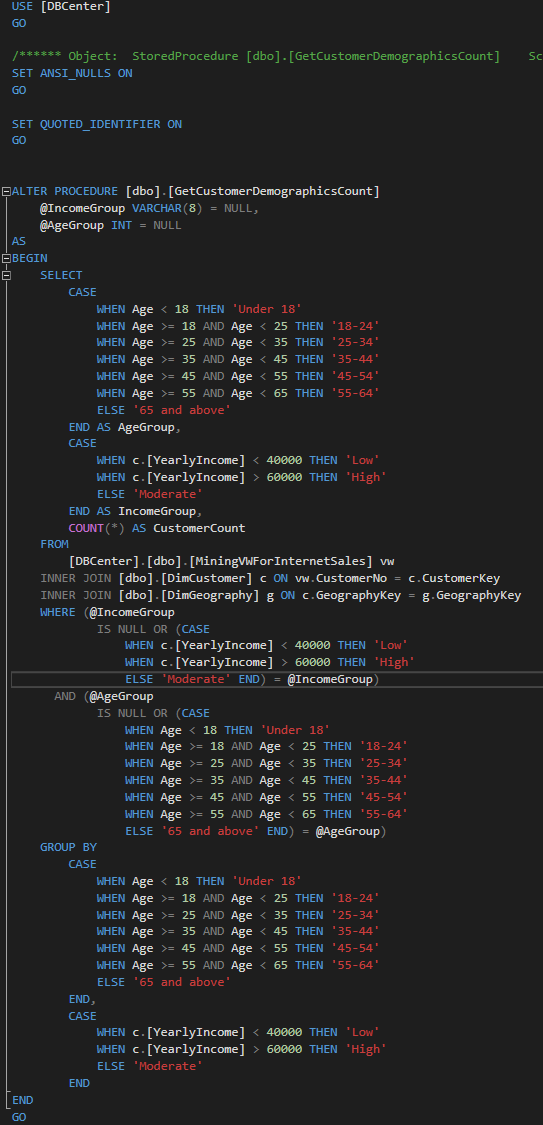 USE [DBCenter]
GO
/****** Object:  StoredProcedure [dbo].[GetCustomerDemographicsCount]    Sc
SET ANSI_NULLS ON
GO
SET QUOTED_IDENTIFIER ON
GO
ALTER PROCEDURE [dbo].[GetCustomerDemographicsCount]
    @IncomeGroup VARCHAR(8) = NULL,
    @AgeGroup INT = NULL
AS
BEGIN
    SELECT
        CASE
            WHEN Age < 18 THEN 'Under 18'
            WHEN Age >= 18 AND Age < 25 THEN '18-24'
            WHEN Age >= 25 AND Age < 35 THEN '25-34'
            WHEN Age >= 35 AND Age < 45 THEN '35-44'
            WHEN Age >= 45 AND Age < 55 THEN '45-54'
            WHEN Age >= 55 AND Age < 65 THEN '55-64'
            ELSE '65 and above'
        END AS AgeGroup,
        CASE
            WHEN c.[YearlyIncome] < 40000 THEN 'Low'
            WHEN c.[YearlyIncome] > 60000 THEN 'High'
            ELSE 'Moderate'
        END AS IncomeGroup,
        COUNT(*) AS CustomerCount
    FROM
        [DBCenter].[dbo].[MiningVWForInternetSales] vw
    INNER JOIN [dbo].[DimCustomer] c ON vw.CustomerNo = c.CustomerKey
    INNER JOIN [dbo].[DimGeography] g ON c.GeographyKey = g.GeographyKey
    WHERE (@IncomeGroup
            IS NULL OR (CASE
                WHEN c.[YearlyIncome] < 40000 THEN 'Low'
                WHEN c.[YearlyIncome] > 60000 THEN 'High'
                ELSE 'Moderate' END) = @IncomeGroup)
      AND (@AgeGroup
            IS NULL OR (CASE
                WHEN Age < 18 THEN 'Under 18'
                WHEN Age >= 18 AND Age < 25 THEN '18-24'
                WHEN Age >= 25 AND Age < 35 THEN '25-34'
                WHEN Age >= 35 AND Age < 45 THEN '35-44'
                WHEN Age >= 45 AND Age < 55 THEN '45-54'
                WHEN Age >= 55 AND Age < 65 THEN '55-64'
                ELSE '65 and above' END) = @AgeGroup)
    GROUP BY
        CASE
            WHEN Age < 18 THEN 'Under 18'
            WHEN Age >= 18 AND Age < 25 THEN '18-24'
            WHEN Age >= 25 AND Age < 35 THEN '25-34'
            WHEN Age >= 35 AND Age < 45 THEN '35-44'
            WHEN Age >= 45 AND Age < 55 THEN '45-54'
            WHEN Age >= 55 AND Age < 65 THEN '55-64'
            ELSE '65 and above'
        END,
        CASE
            WHEN c.[YearlyIncome] < 40000 THEN 'Low'
            WHEN c.[YearlyIncome] > 60000 THEN 'High'
            ELSE 'Moderate'
        END
END
GO